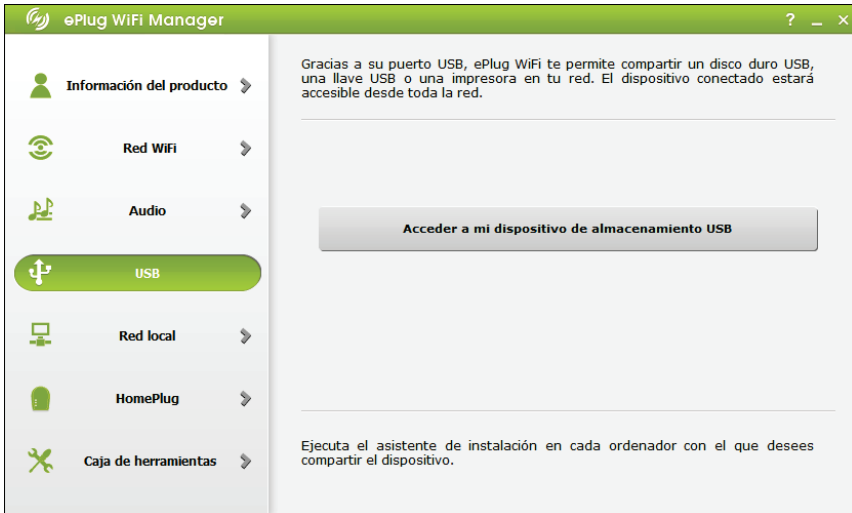 ePlug WiFi Manager
? _ ×
Información del producto
Red WiFi
Audio
USB
Red local
HomePlug
Caja de herramientas
Gracias a su puerto USB, ePlug WiFi te permite compartir un disco duro USB,
una llave USB o una impresora en tu red. El dispositivo conectado estará
accesible desde toda la red.
Acceder a mi dispositivo de almacenamiento USB
Ejecuta el asistente de instalación en cada ordenador con el que desees
compartir el dispositivo.